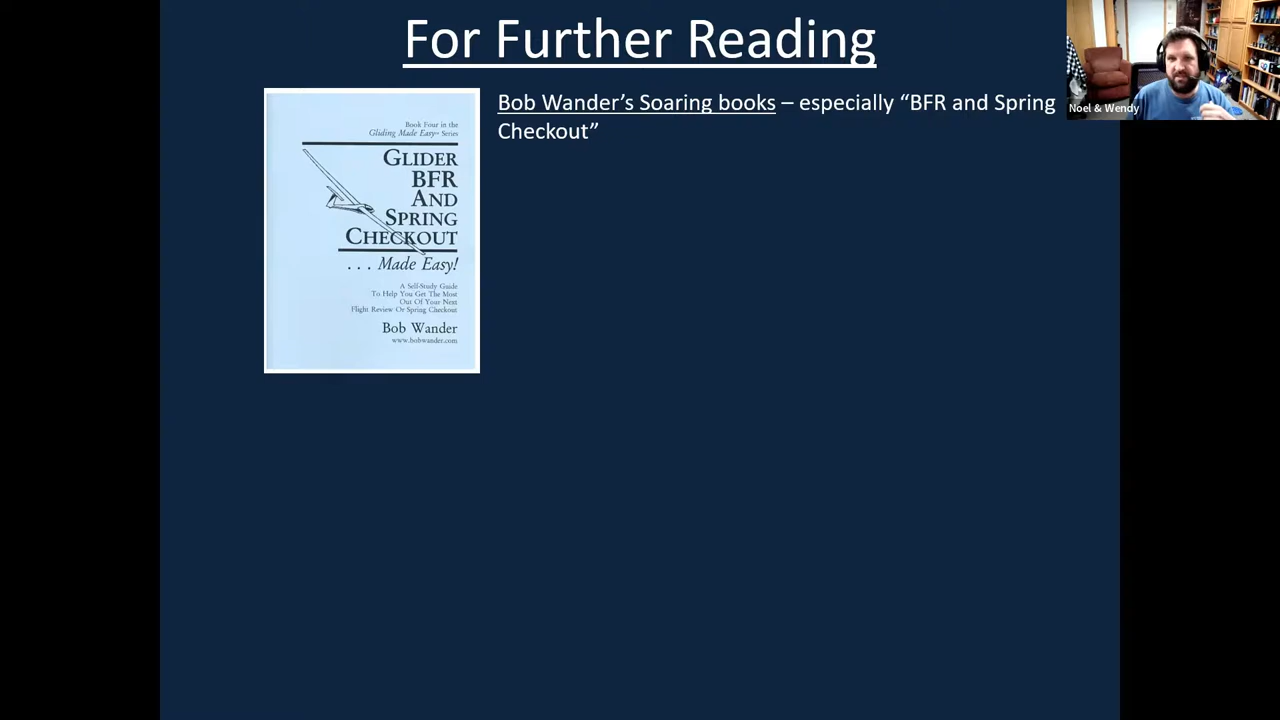 For Further Reading
Bob Wander’s Soaring books – especially “BFR and Spring
Checkout”
Book Four in the
Gliding Made Easy™ Series
GLIDER
BFR
AND
SPRING
CHECKOUT
. . . Made Easy!
A Self-Study Guide
To Help You Get The Most
Out Of Your Next
Flight Review Or Spring Checkout
Bob Wander
www.bobwander.com
Noel & Wendy